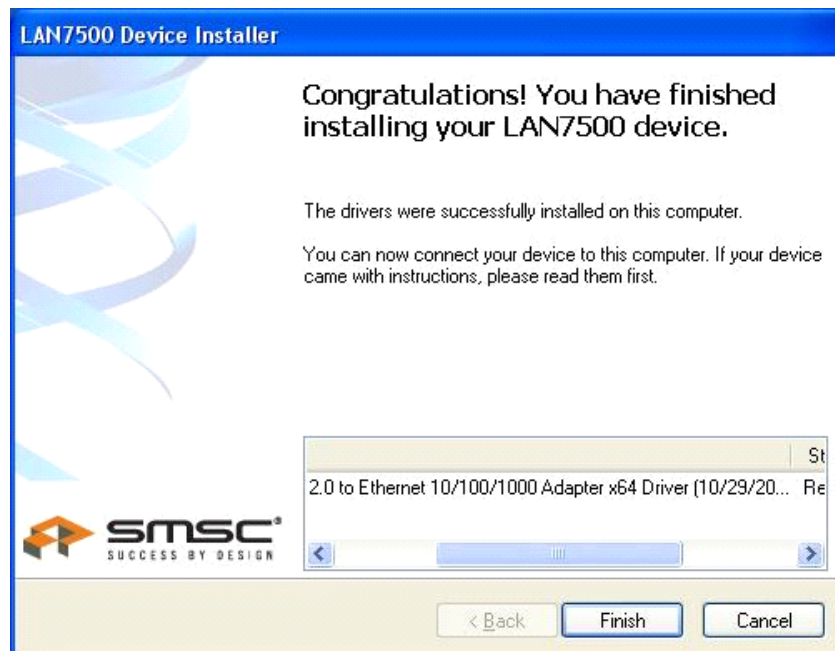 LAN7500 Device Installer
Congratulations! You have finished
installing your LAN7500 device.
The drivers were successfully installed on this computer.
You can now connect your device to this computer. If your device
came with instructions, please read them first.
St
2.0 to Ethernet 10/100/1000 Adapter x64 Driver (10/29/20... Re
smsc®
SUCCESS BY DESIGN
< Back Finish Cancel